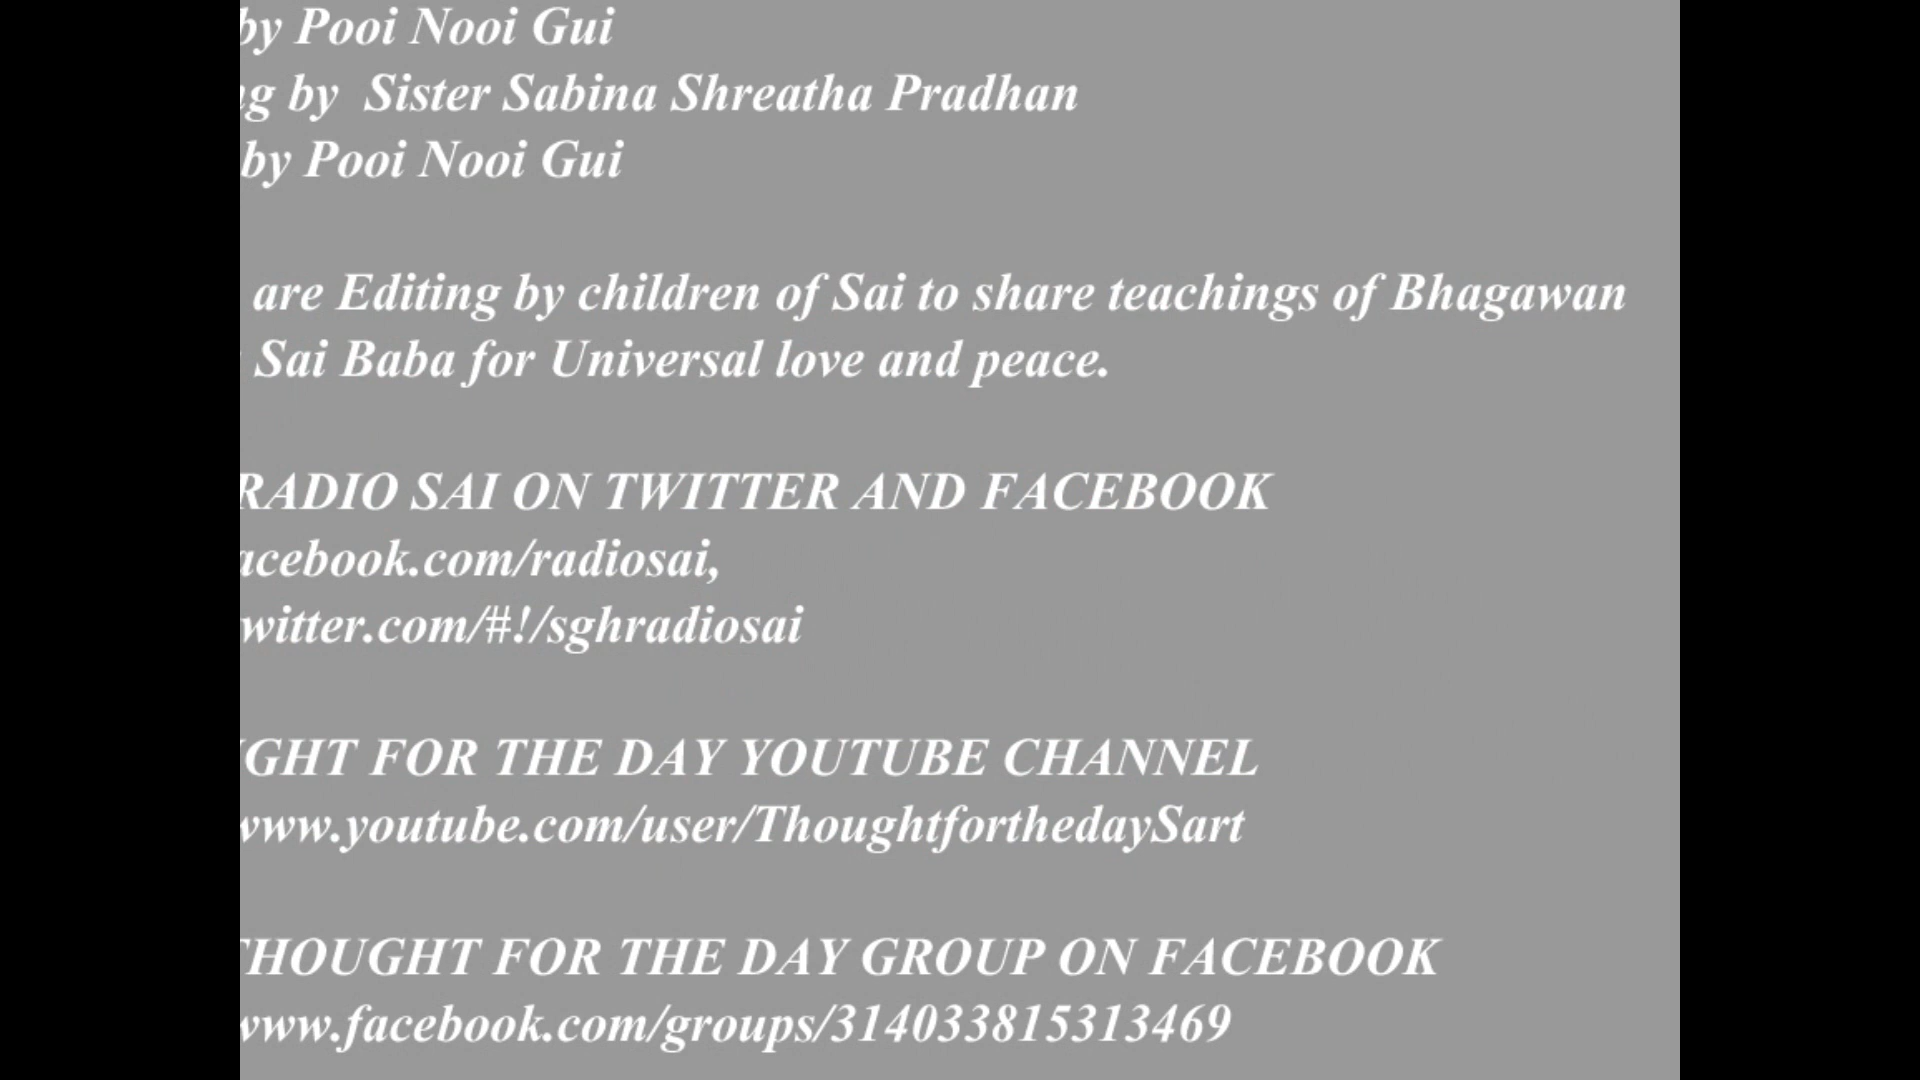 by Pooi Nooi Gui
by Sister Sabina Shreatha Pradhan
by Pooi Nooi Gui
are Editing by children of Sai to share teachings of Bhagawan
Sai Baba for Universal love and peace.
RADIO SAI ON TWITTER AND FACEBOOK
acebook.com/radiosai,
witter.com/#!/sghradiosai
GHT FOR THE DAY YOUTUBE CHANNEL
www.youtube.com/user/ThoughtforthedaySart
THOUGHT FOR THE DAY GROUP ON FACEBOOK
www.facebook.com/groups/314033815313469